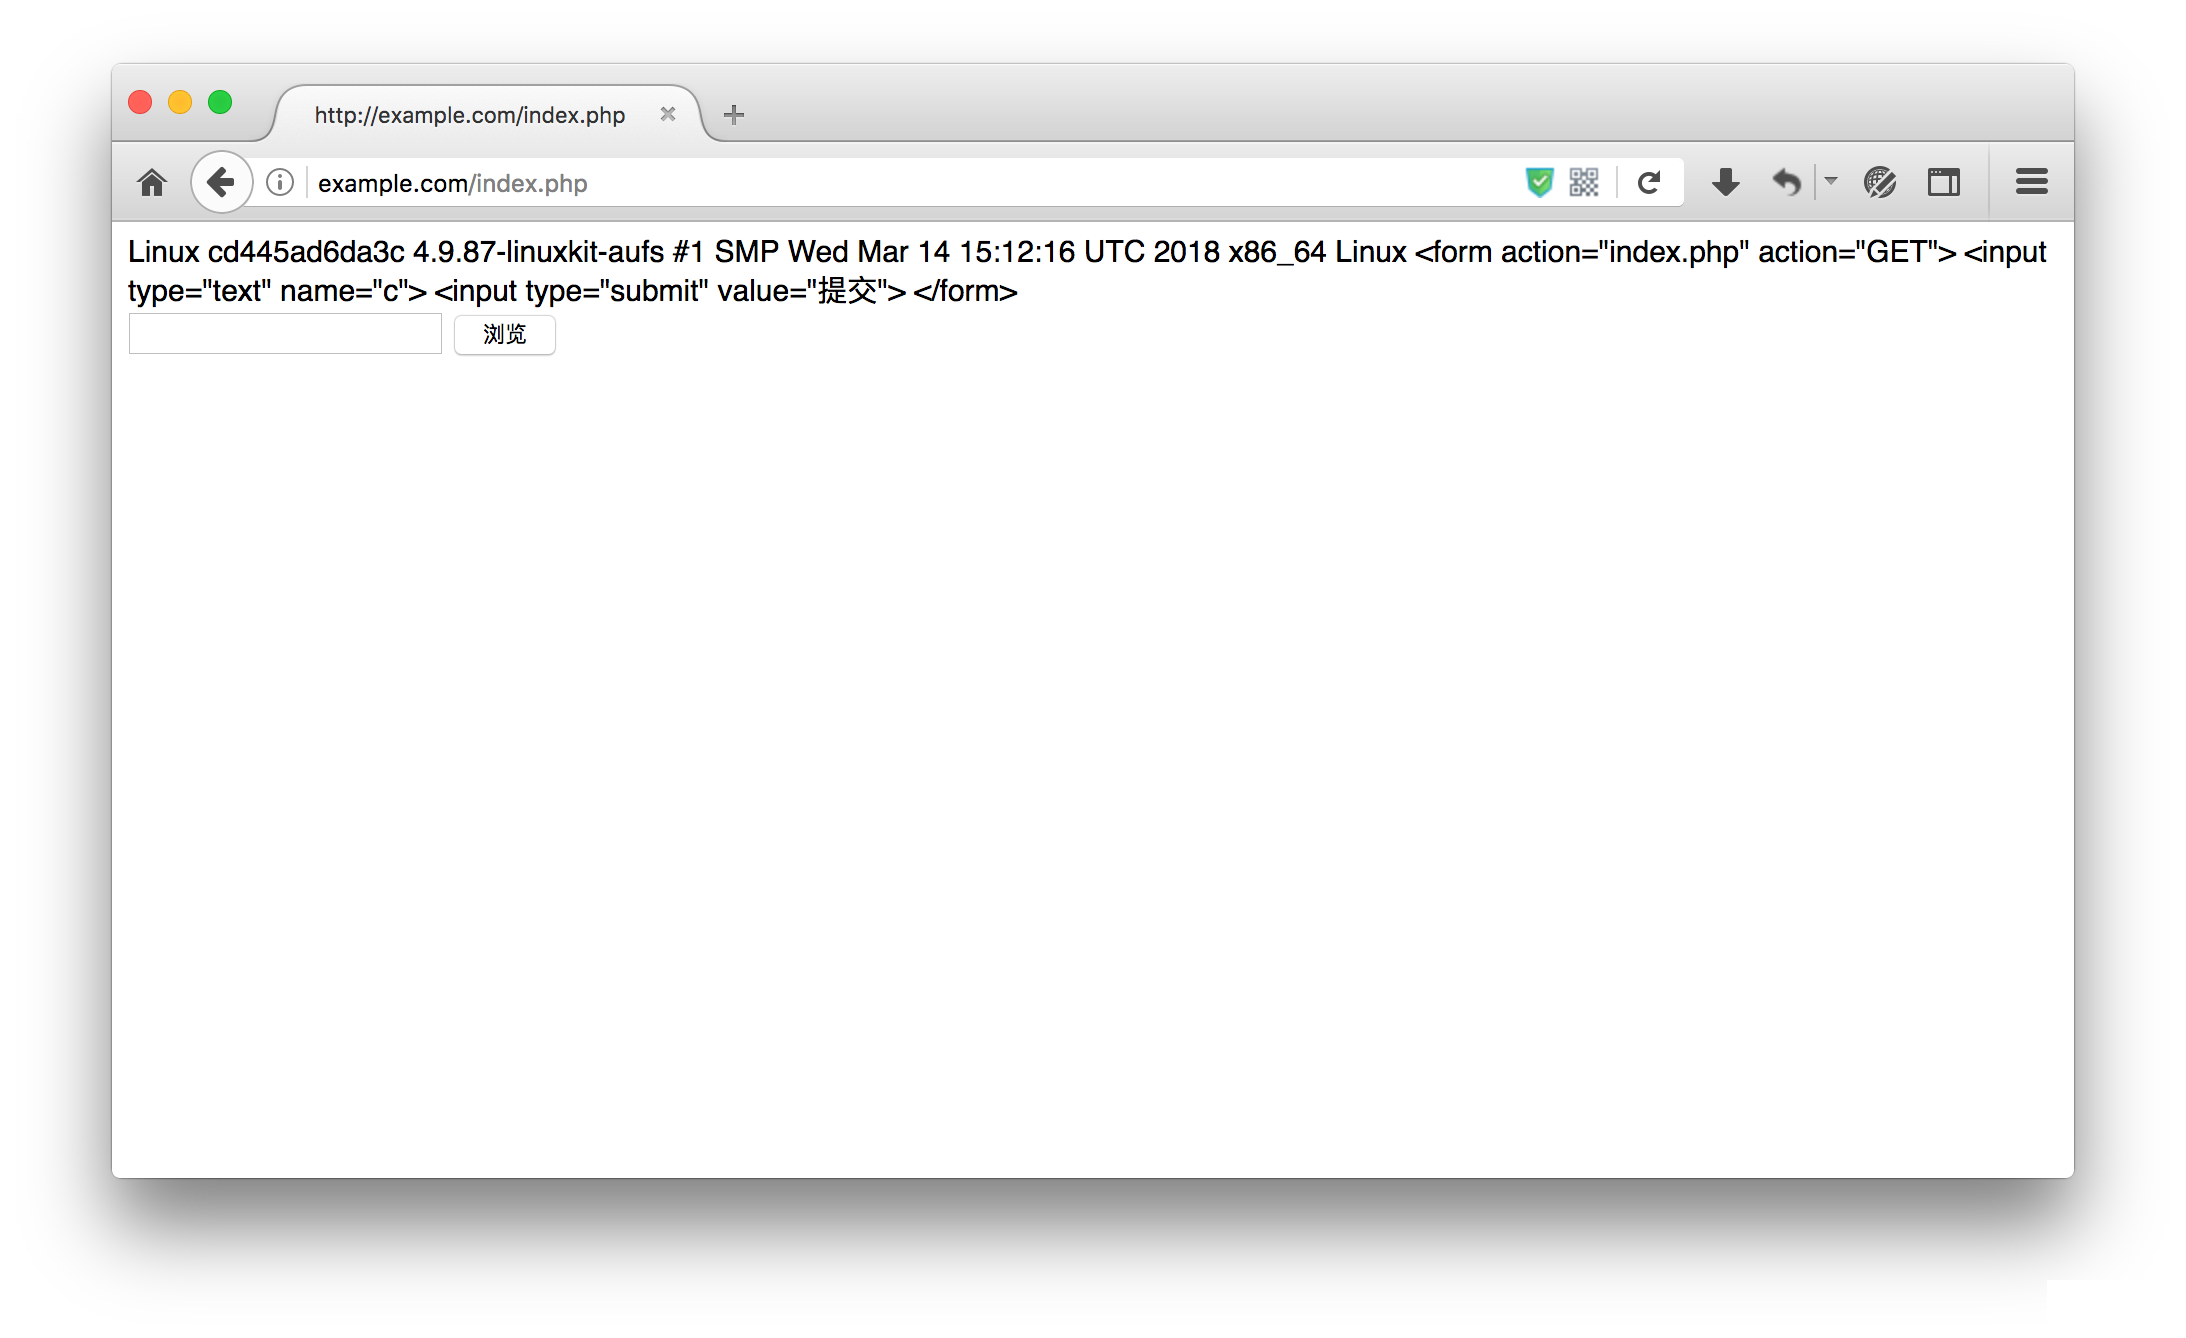 http://example.com/index.php
example.com/index.php
Linux cd445ad6da3c 4.9.87-linuxkit-aufs #1 SMP Wed Mar 14 15:12:16 UTC 2018 x86_64 Linux <form action="index.php" action="GET"> <input
type="text" name="c"> <input type="submit" value="提交"> </form>
浏览